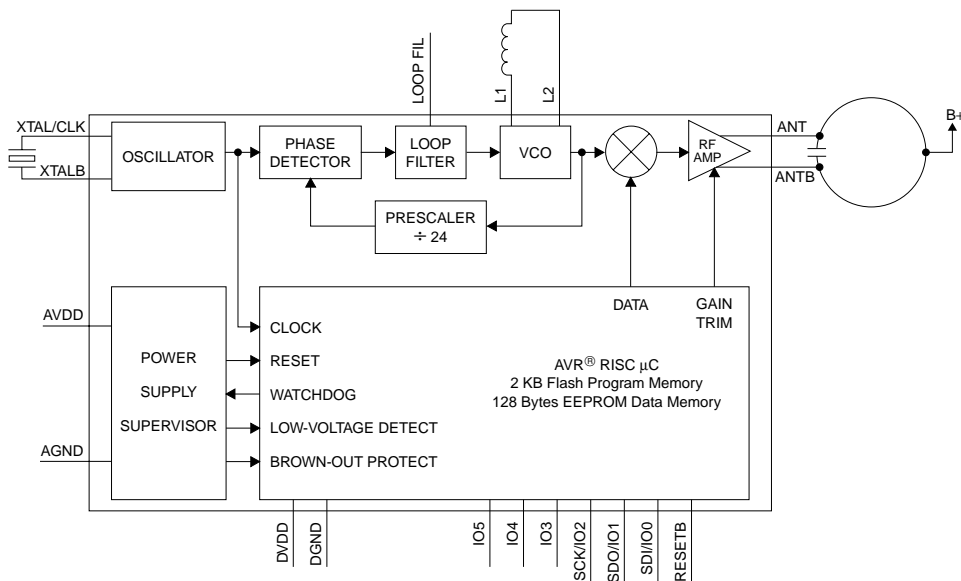 LOOP FIL
L1
L2
XTAL/CLK
XTALB
OSCILLATOR
PHASE
DETECTOR
LOOP
FILTER
VCO
RF
AMP
ANT
ANTB
B+
PRESCALER
÷ 24
DATA
GAIN
TRIM
AVDD
AGND
POWER
SUPPLY
SUPERVISOR
CLOCK
RESET
WATCHDOG
LOW-VOLTAGE DETECT
BROWN-OUT PROTECT
AVR® RISC µC
2 KB Flash Program Memory
128 Bytes EEPROM Data Memory
DVDD
DGND
IO5
IO4
IO3
SCK/IO2
SDO/IO1
SDI/IO0
RESETB